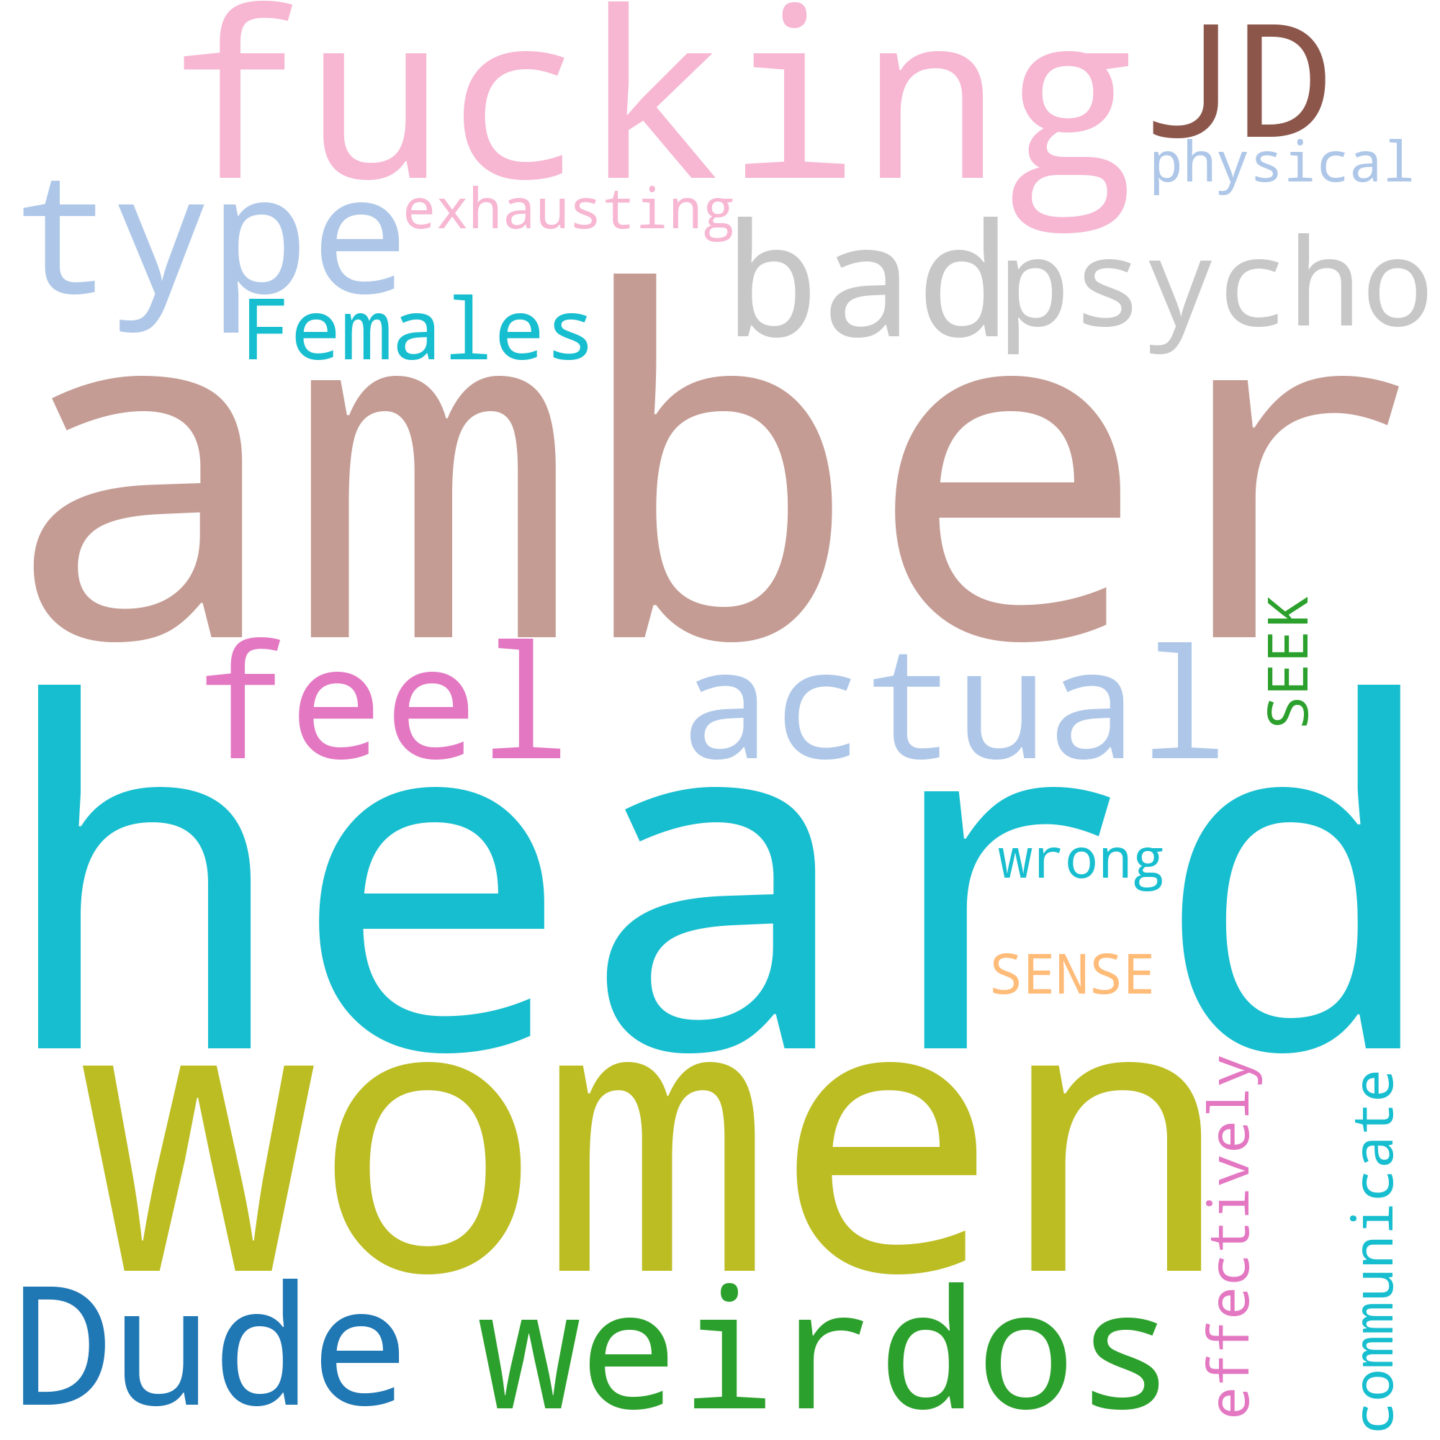 fucking
JD
physical
type
exhausting
bad
psycho
Females
amber
SEEK
feel
actual
heard
wrong
SENSE
women
effectively
communicate
Dude
weirdos